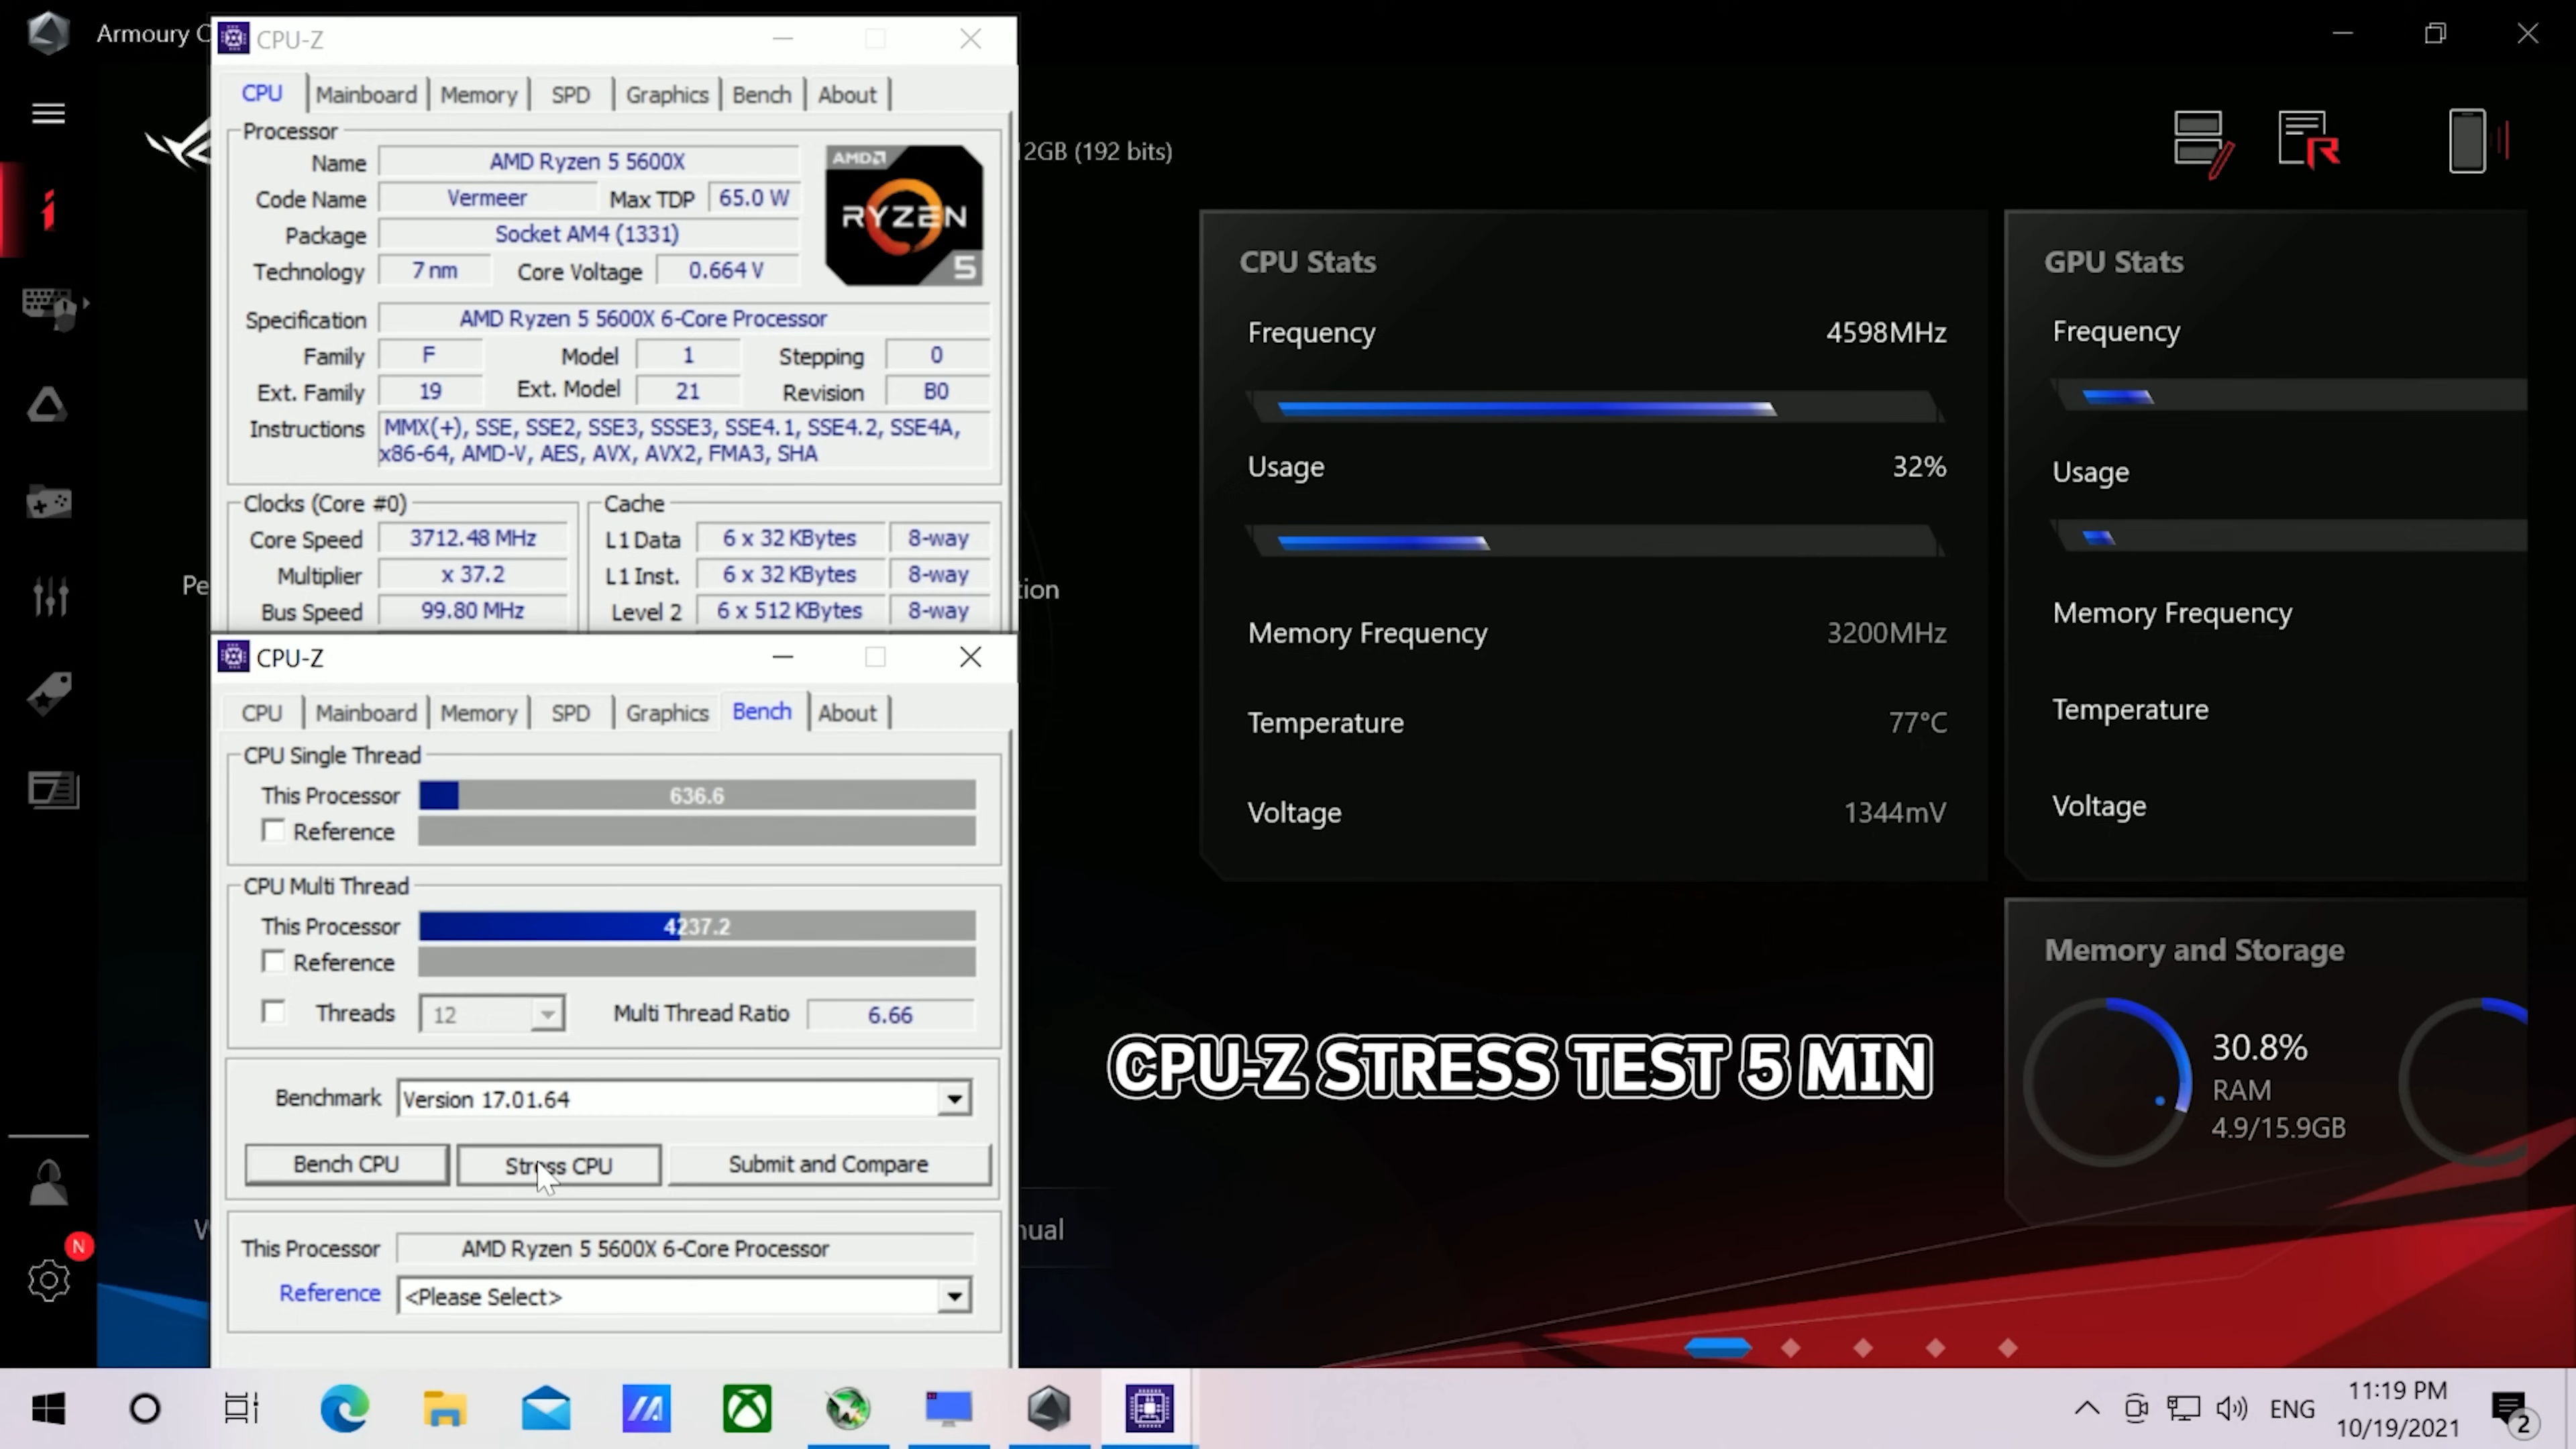 Armoury C
CPU-Z
CPU Mainboard Memory SPD Graphics Bench About
Processor
Name AMD Ryzen 5 5600X
Code Name Vermeer Max TDP 65.0 W
Package Socket AM4 (1331)
Technology 7 nm Core Voltage 0.664 V
AMD
RYZEN
5
Specification AMD Ryzen 5 5600X 6-Core Processor
Family F Model 1 Stepping 0
Ext. Family 19 Ext. Model 21 Revision B0
Instructions MMX(+), SSE, SSE2, SSE3, SSSE3, SSE4.1, SSE4.2, SSE4A,
x86-64, AMD-V, AES, AVX, AVX2, FMA3, SHA
Clocks (Core #0)
Core Speed 3712.48 MHz
Multiplier x 37.2
Bus Speed 99.80 MHz
Cache
L1 Data 6 x 32 KBytes 8-way
L1 Inst. 6 x 32 KBytes 8-way
Level 2 6 x 512 KBytes 8-way
Pe
tion
2GB (192 bits)
CPU Stats
Frequency 4598MHz
Usage 32%
Memory Frequency 3200MHz
Temperature 77°C
Voltage 1344mV
GPU Stats
Frequency
Usage
Memory Frequency
Temperature
Voltage
CPU-Z
CPU Mainboard Memory SPD Graphics Bench About
CPU Single Thread
This Processor 636.6
Reference
CPU Multi Thread
This Processor 4237.2
Reference
Threads 12 Multi Thread Ratio 6.66
Benchmark Version 17.01.64
Bench CPU Stress CPU Submit and Compare
This Processor AMD Ryzen 5 5600X 6-Core Processor
Reference <Please Select>
nual
CPU-Z STRESS TEST 5 MIN
Memory and Storage
30.8%
RAM
4.9/15.9GB
N
ENG
11:19 PM
10/19/2021
2